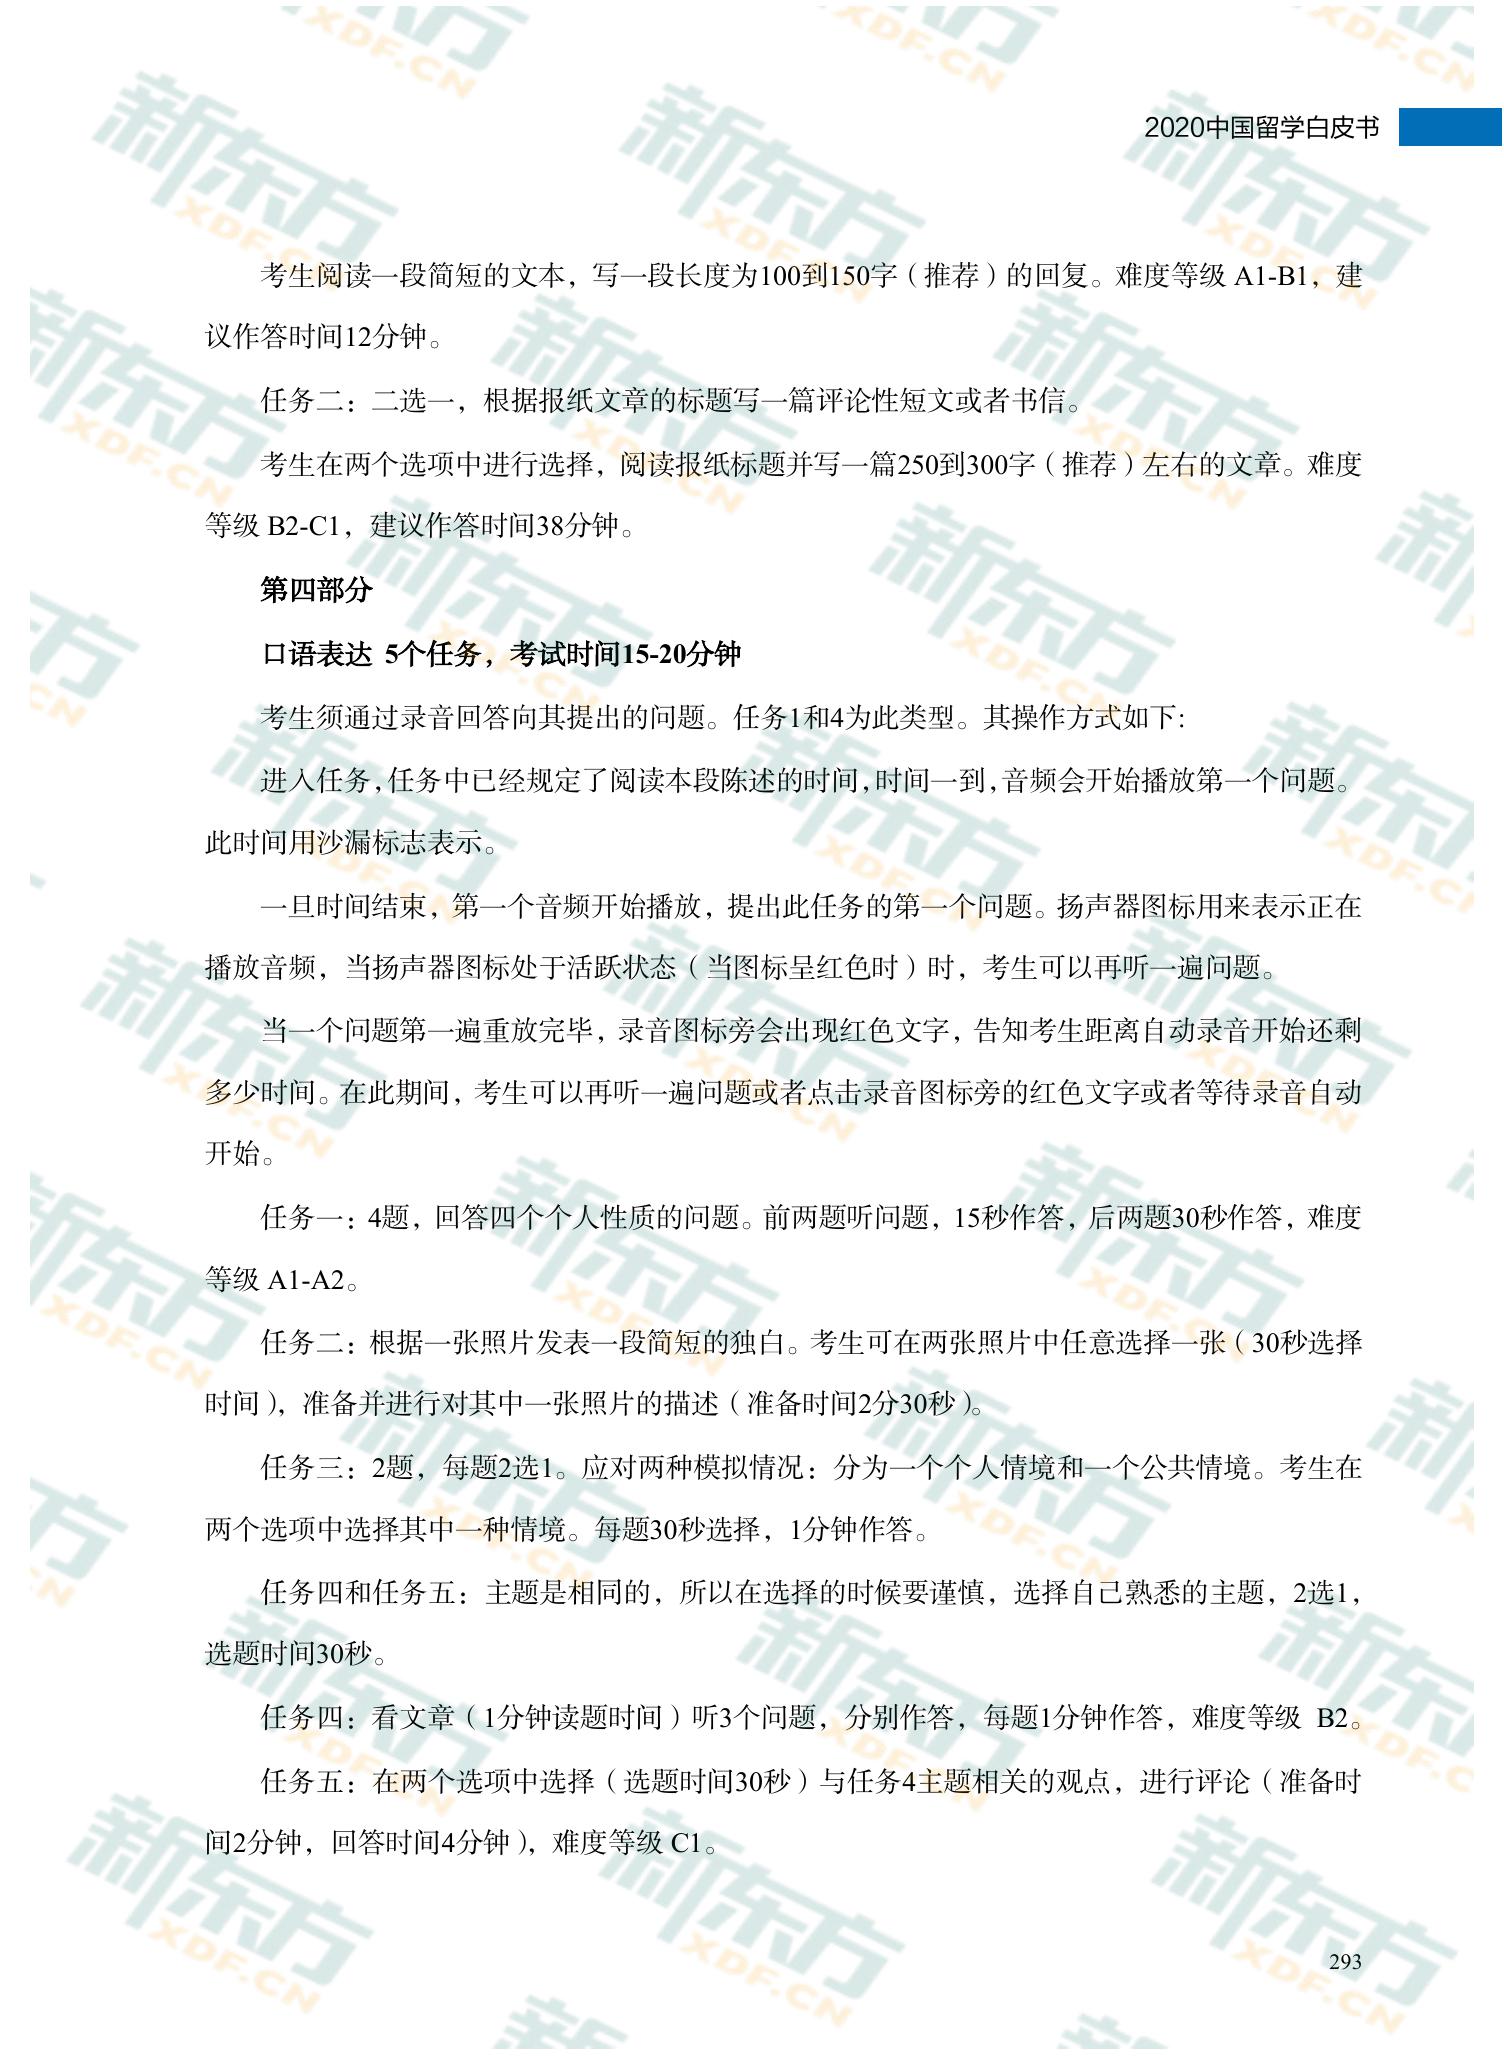 2020中国留学白皮书
考生阅读一段简短的文本，写一段长度为100到150字（推荐）的回复。难度等级 A1-B1，建
议作答时间12分钟。
任务二：二选一，根据报纸文章的标题写一篇评论性短文或者书信。
考生在两个选项中进行选择，阅读报纸标题并写一篇250到300字（推荐）左右的文章。难度
等级 B2-C1，建议作答时间38分钟。
第四部分
口语表达 5个任务，考试时间15-20分钟
考生须通过录音回答向其提出的问题。任务1和4为此类型。其操作方式如下：
进入任务，任务中已经规定了阅读本段陈述的时间，时间一到，音频会开始播放第一个问题。
此时间用沙漏标志表示。
一旦时间结束，第一个音频开始播放，提出此任务的第一个问题。扬声器图标用来表示正在
播放音频，当扬声器图标处于活跃状态（当图标呈红色时）时，考生可以再听一遍问题。
当一个问题第一遍重放完毕，录音图标旁会出现红色文字，告知考生距离自动录音开始还剩
多少时间。在此期间，考生可以再听一遍问题或者点击录音图标旁的红色文字或者等待录音自动
开始。
任务一：4题，回答四个个人性质的问题。前两题听问题，15秒作答，后两题30秒作答，难度
等级 A1-A2。
任务二：根据一张照片发表一段简短的独白。考生可在两张照片中任意选择一张（30秒选择
时间），准备并进行对其中一张照片的描述（准备时间2分30秒）。
任务三：2题，每题2选1。应对两种模拟情况：分为一个个人情境和一个公共情境。考生在
两个选项中选择其中一种情境。每题30秒选择，1分钟作答。
任务四和任务五：主题是相同的，所以在选择的时候要谨慎，选择自己熟悉的主题，2选1，
选题时间30秒。
任务四：看文章（1分钟读题时间）听3个问题，分别作答，每题1分钟作答，难度等级 B2。
任务五：在两个选项中选择（选题时间30秒）与任务4主题相关的观点，进行评论（准备时
间2分钟，回答时间4分钟），难度等级 C1。
293
新东方
XDF.CN